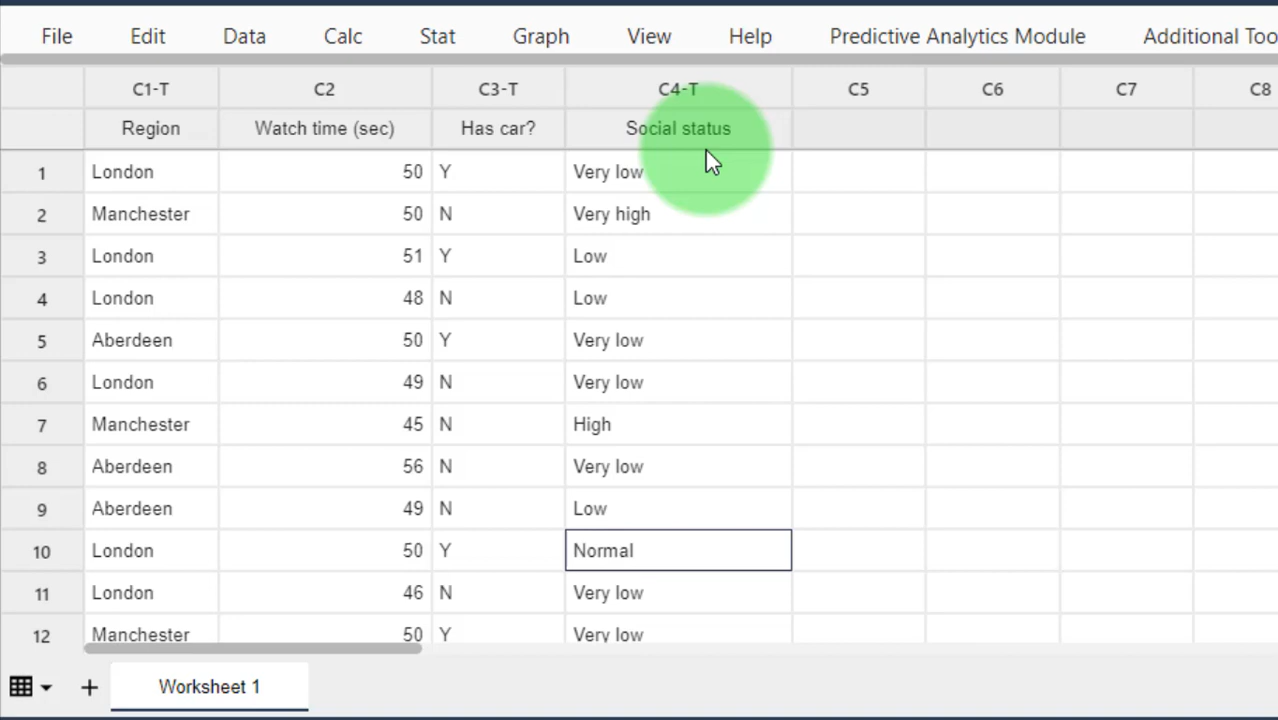 File Edit Data Calc Stat Graph View Help Predictive Analytics Module Additional Too
C1-T C2 C3-T C4-T C5 C6 C7 C8
Region Watch time (sec) Has car? Social status
1 London 50 Y Very low
2 Manchester 50 N Very high
3 London 51 Y Low
4 London 48 N Low
5 Aberdeen 50 Y Very low
6 London 49 N Very low
7 Manchester 45 N High
8 Aberdeen 56 N Very low
9 Aberdeen 49 N Low
10 London 50 Y Normal
11 London 46 N Very low
12 Manchester 50 Y Very low
+ Worksheet 1